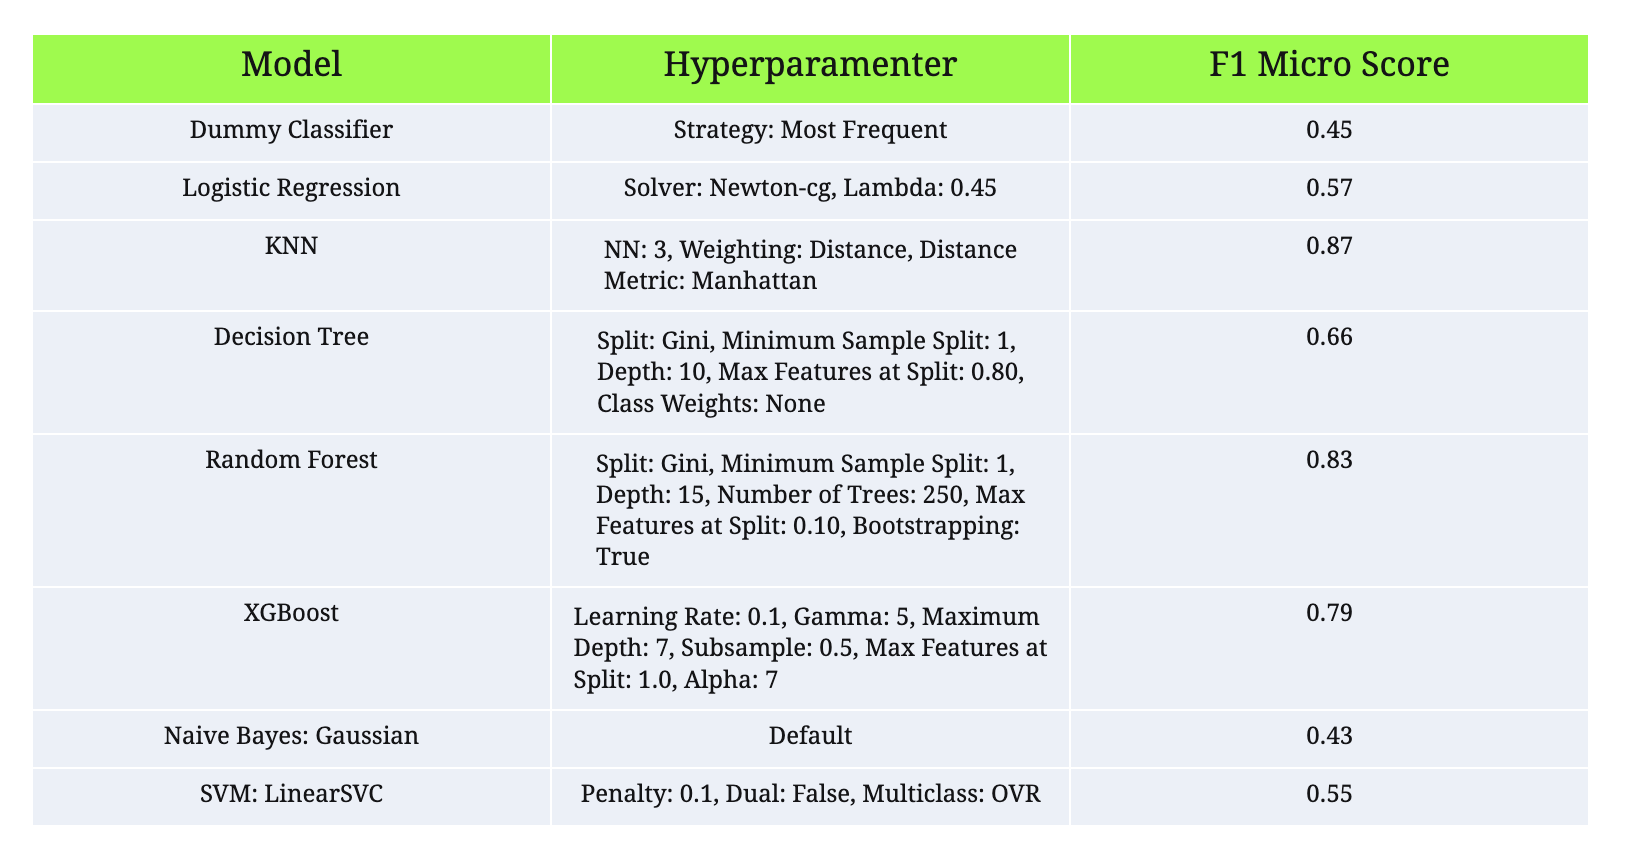 Model Hyperparamenter F1 Micro Score
Dummy Classifier Strategy: Most Frequent 0.45
Logistic Regression Solver: Newton-cg, Lambda: 0.45 0.57
KNN NN: 3, Weighting: Distance, Distance 0.87
Metric: Manhattan
Decision Tree Split: Gini, Minimum Sample Split: 1, 0.66
Depth: 10, Max Features at Split: 0.80,
Class Weights: None
Random Forest Split: Gini, Minimum Sample Split: 1, 0.83
Depth: 15, Number of Trees: 250, Max
Features at Split: 0.10, Bootstrapping:
True
XGBoost Learning Rate: 0.1, Gamma: 5, Maximum 0.79
Depth: 7, Subsample: 0.5, Max Features at
Split: 1.0, Alpha: 7
Naive Bayes: Gaussian Default 0.43
SVM: LinearSVC Penalty: 0.1, Dual: False, Multiclass: OVR 0.55